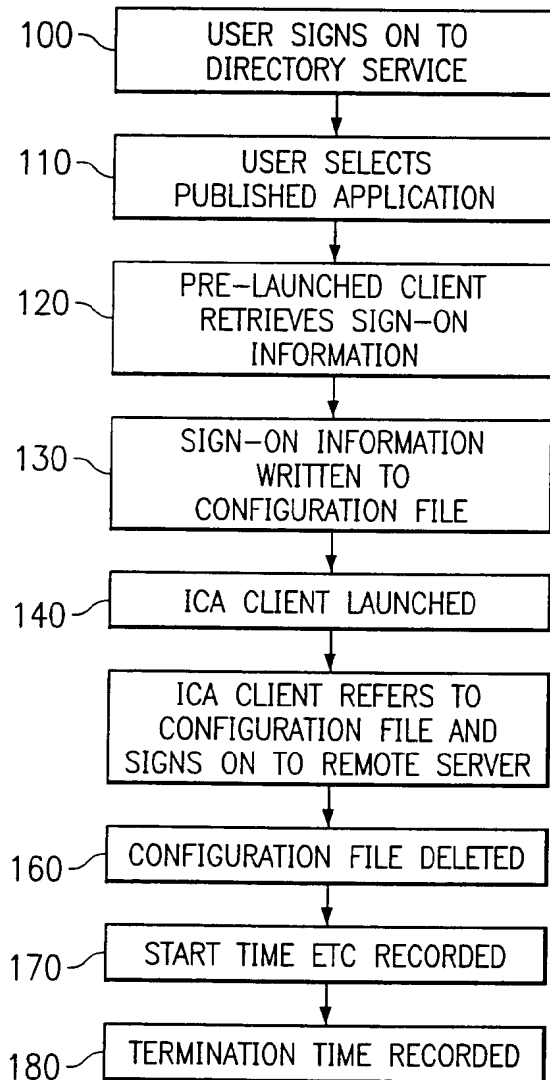 100
USER SIGNS ON TO
DIRECTORY SERVICE
110
USER SELECTS
PUBLISHED APPLICATION
120
PRE-LAUNCHED CLIENT
RETRIEVES SIGN-ON
INFORMATION
130
SIGN-ON INFORMATION
WRITTEN TO
CONFIGURATION FILE
140
ICA CLIENT LAUNCHED
ICA CLIENT REFERS TO
CONFIGURATION FILE AND
SIGNS ON TO REMOTE SERVER
160
CONFIGURATION FILE DELETED
170
START TIME ETC RECORDED
180
TERMINATION TIME RECORDED